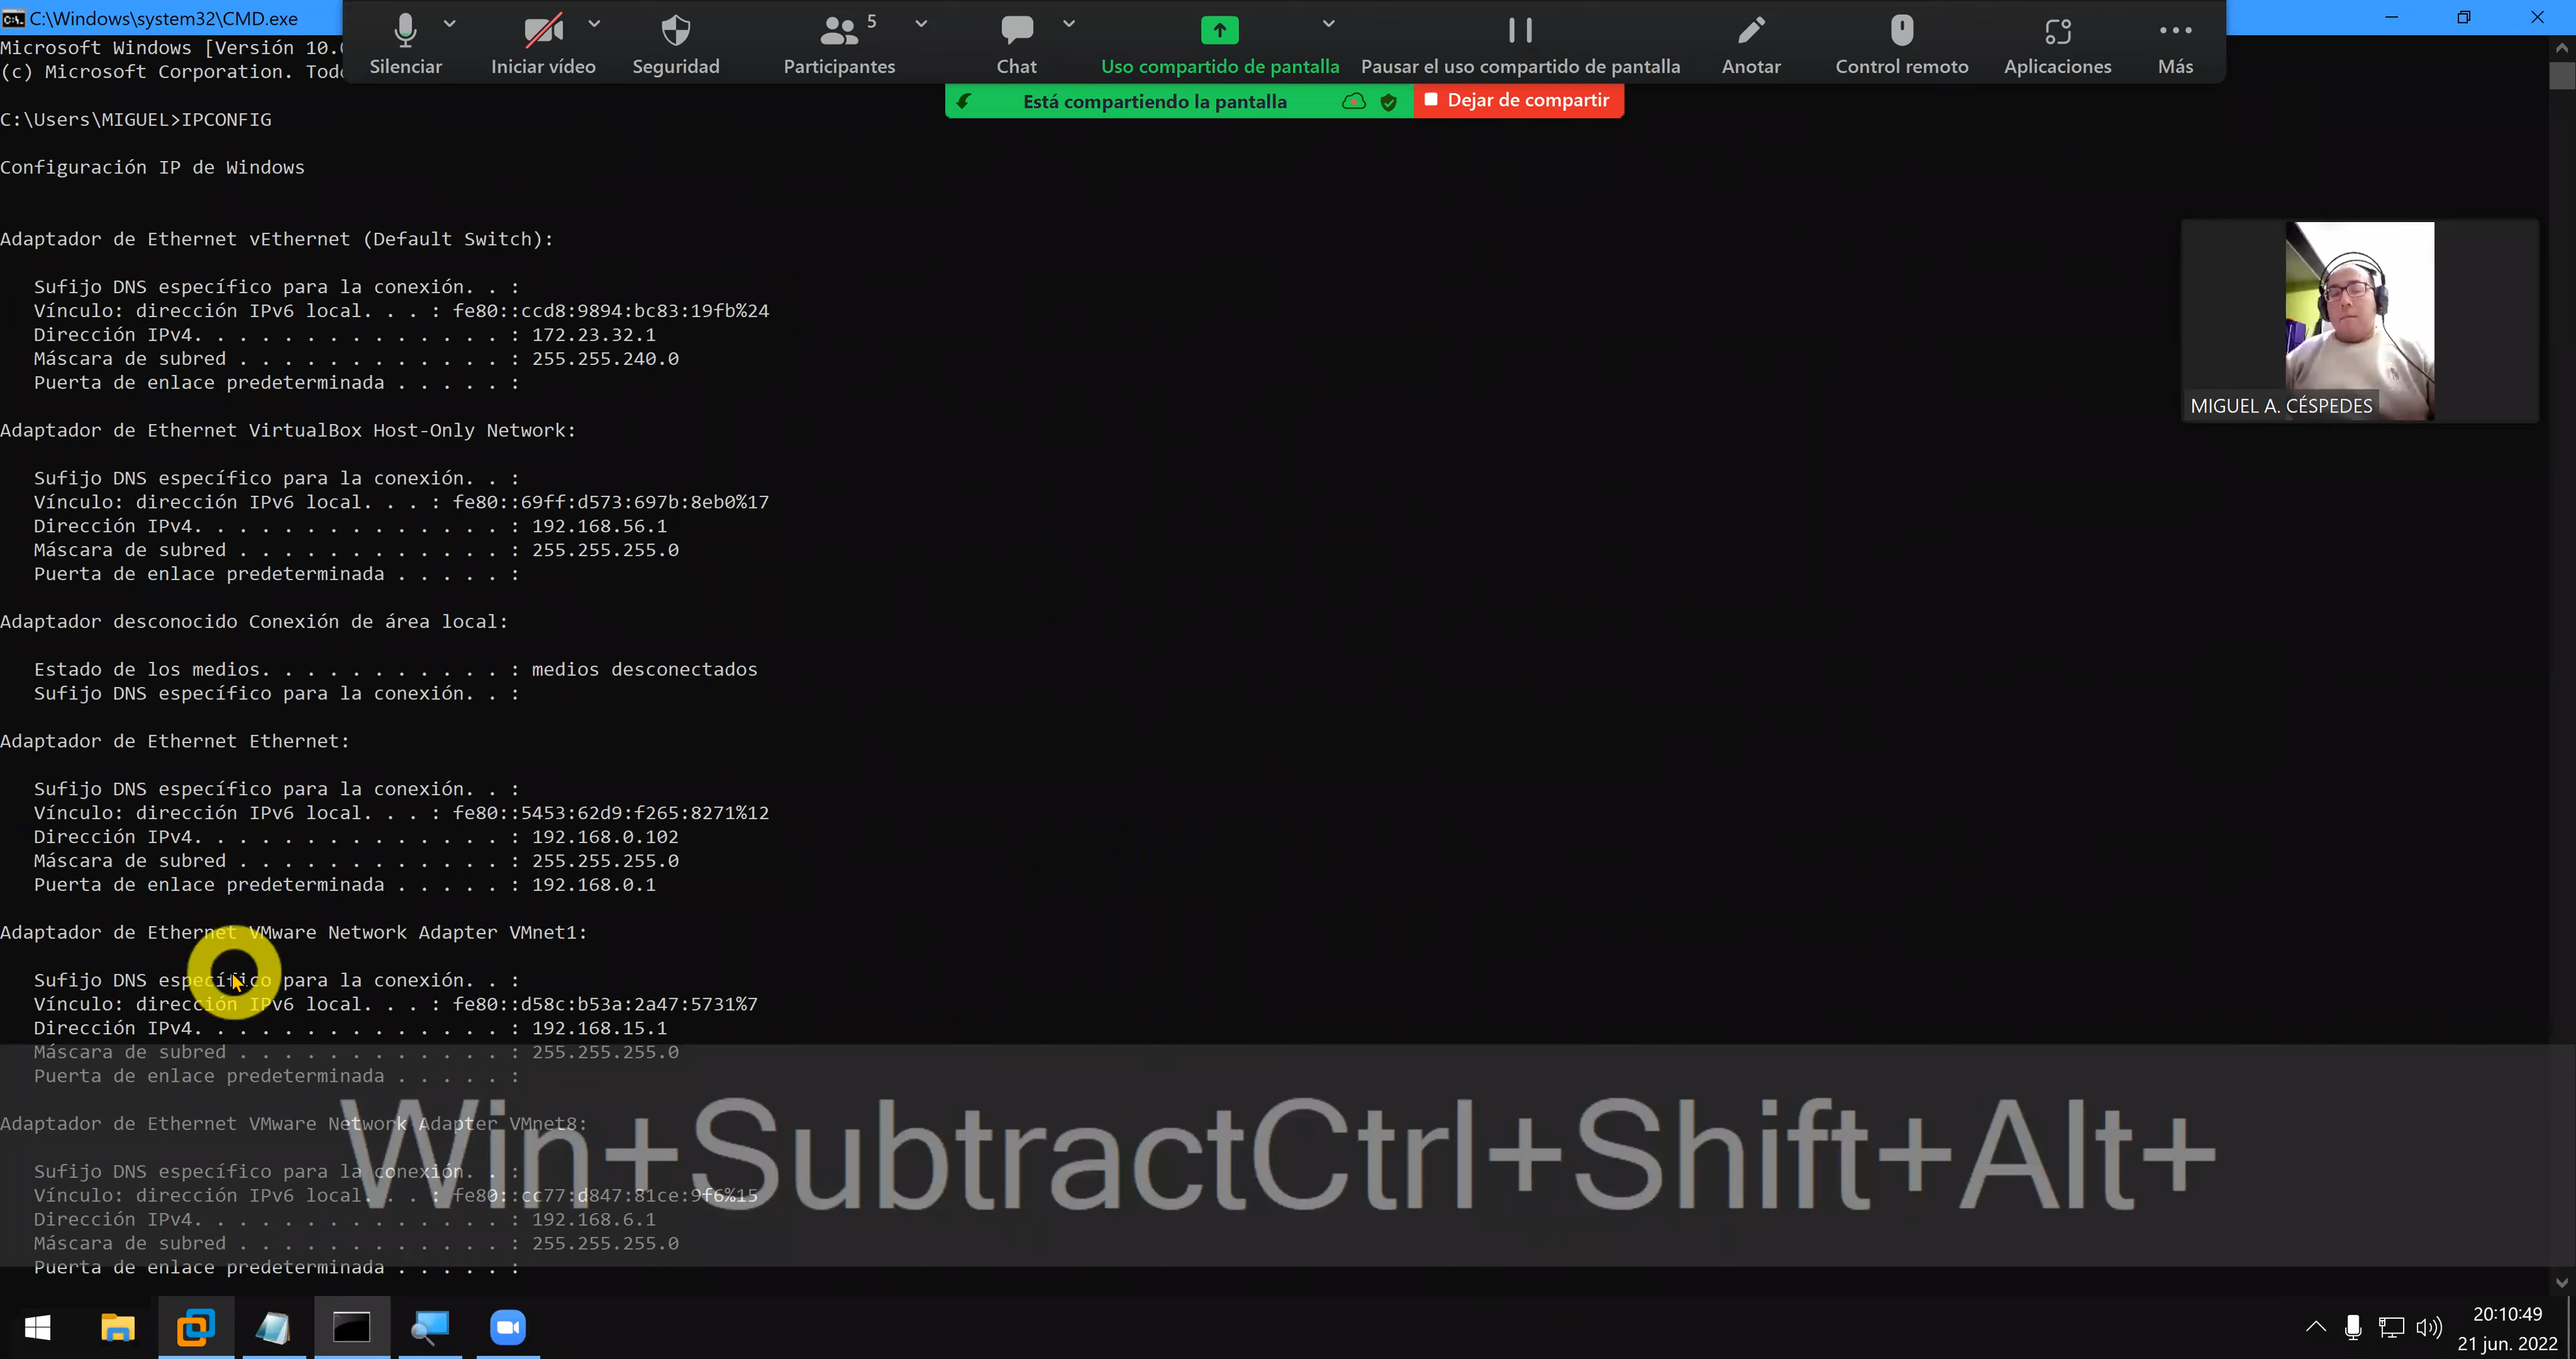 C:\Windows\system32\CMD.exe
Silenciar
Iniciar vídeo
Seguridad
5
Participantes
Chat
Uso compartido de pantalla
Pausar el uso compartido de pantalla
Anotar
Control remoto
Aplicaciones
Más
Está compartiendo la pantalla
Dejar de compartir
Microsoft Windows [Versión 10.
(c) Microsoft Corporation.
C:\Users\MIGUEL>IPCONFIG
Configuración IP de Windows
Adaptador de Ethernet vEthernet (Default Switch):
Sufijo DNS específico para la conexión. . :
Vínculo: dirección IPv6 local. . . : fe80::ccd8:9894:bc83:19fb%24
Dirección IPv4. . . . . . . . . . . . . . : 172.23.32.1
Máscara de subred . . . . . . . . . . . . : 255.255.240.0
Puerta de enlace predeterminada . . . . . :
Adaptador de Ethernet VirtualBox Host-Only Network:
Sufijo DNS específico para la conexión. . :
Vínculo: dirección IPv6 local. . . : fe80::69ff:d573:697b:8eb0%17
Dirección IPv4. . . . . . . . . . . . . . : 192.168.56.1
Máscara de subred . . . . . . . . . . . . : 255.255.255.0
Puerta de enlace predeterminada . . . . . :
Adaptador desconocido Conexión de área local:
Estado de los medios. . . . . . . . . . . : medios desconectados
Sufijo DNS específico para la conexión. . :
Adaptador de Ethernet Ethernet:
Sufijo DNS específico para la conexión. . :
Vínculo: dirección IPv6 local. . . : fe80::5453:62d9:f265:8271%12
Dirección IPv4. . . . . . . . . . . . . . : 192.168.0.102
Máscara de subred . . . . . . . . . . . . : 255.255.255.0
Puerta de enlace predeterminada . . . . . : 192.168.0.1
Adaptador de Ethernet VMware Network Adapter VMnet1:
Sufijo DNS específico para la conexión. . :
Vínculo: dirección IPv6 local. . . : fe80::d58c:b53a:2a47:5731%7
Dirección IPv4. . . . . . . . . . . . . . : 192.168.15.1
Máscara de subred . . . . . . . . . . . . : 255.255.255.0
Puerta de enlace predeterminada . . . . . :
Adaptador de Ethernet VMware Network Adapter VMnet8:
Sufijo DNS específico para la conexión. . :
Vínculo: dirección IPv6 local. . . : fe80::cc77:d847:81ce:9f6%15
Dirección IPv4. . . . . . . . . . . . . . : 192.168.6.1
Máscara de subred . . . . . . . . . . . . : 255.255.255.0
Puerta de enlace predeterminada . . . . . :
Win+SubtractCtrl+Shift+Alt+
MIGUEL A. CÉSPEDES
20:10:49
21 jun. 2022